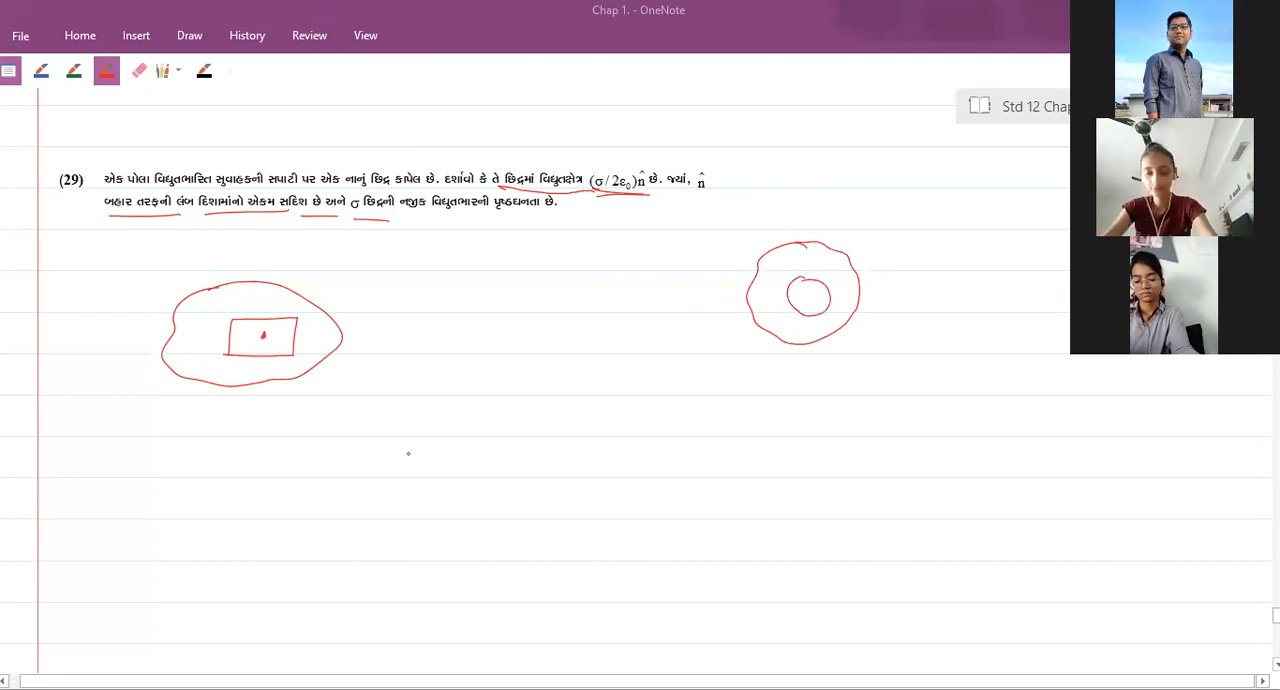 Chap 1. - OneNote
File Home Insert Draw History Review View
Std 12 Chap
(29) એક પોલા વિદ્યુતભારિત સુવાહકની સપાટી પર એક નાનું છિદ્ર કાપેલ છે. દર્શાવો કે તે છિદ્રમાં વિદ્યુતક્ષેત્ર (σ/2ε₀)n̂ છે. જ્યાં, n̂
બહાર તરફની લંબ દિશામાંનો એકમ સદિશ છે અને σ છિદ્રની નજીક વિદ્યુતભારની પૃષ્ઠઘનતા છે.